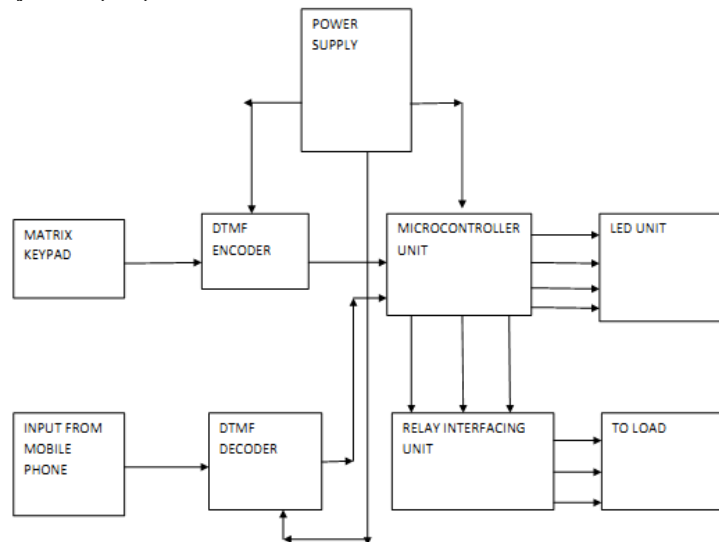 POWER
SUPPLY
MATRIX
KEYPAD
DTMF
ENCODER
MICROCONTROLLER
UNIT
LED UNIT
INPUT FROM
MOBILE
PHONE
DTMF
DECODER
RELAY INTERFACING
UNIT
TO LOAD